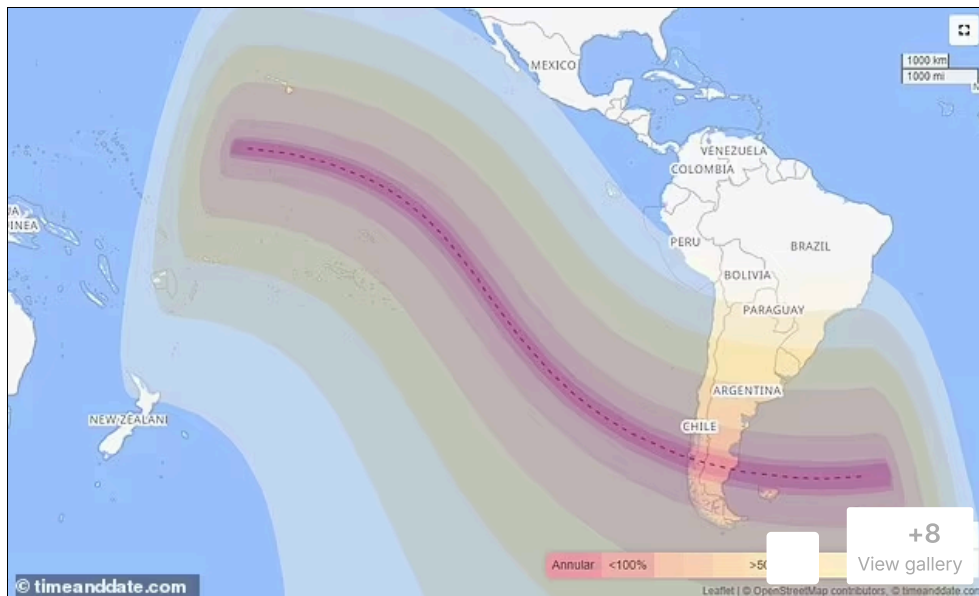 MEXICO
1000 km
1000 mi
VENEZUELA
COLOMBIA
PERU
BRAZIL
BOLIVIA
PARAGUAY
ARGENTINA
CHILE
NEW ZEALAN
+8
View gallery
Annular <100% >50
© timeanddate.com
Leaflet | © OpenStreetMap contributors, © timeanddate.com